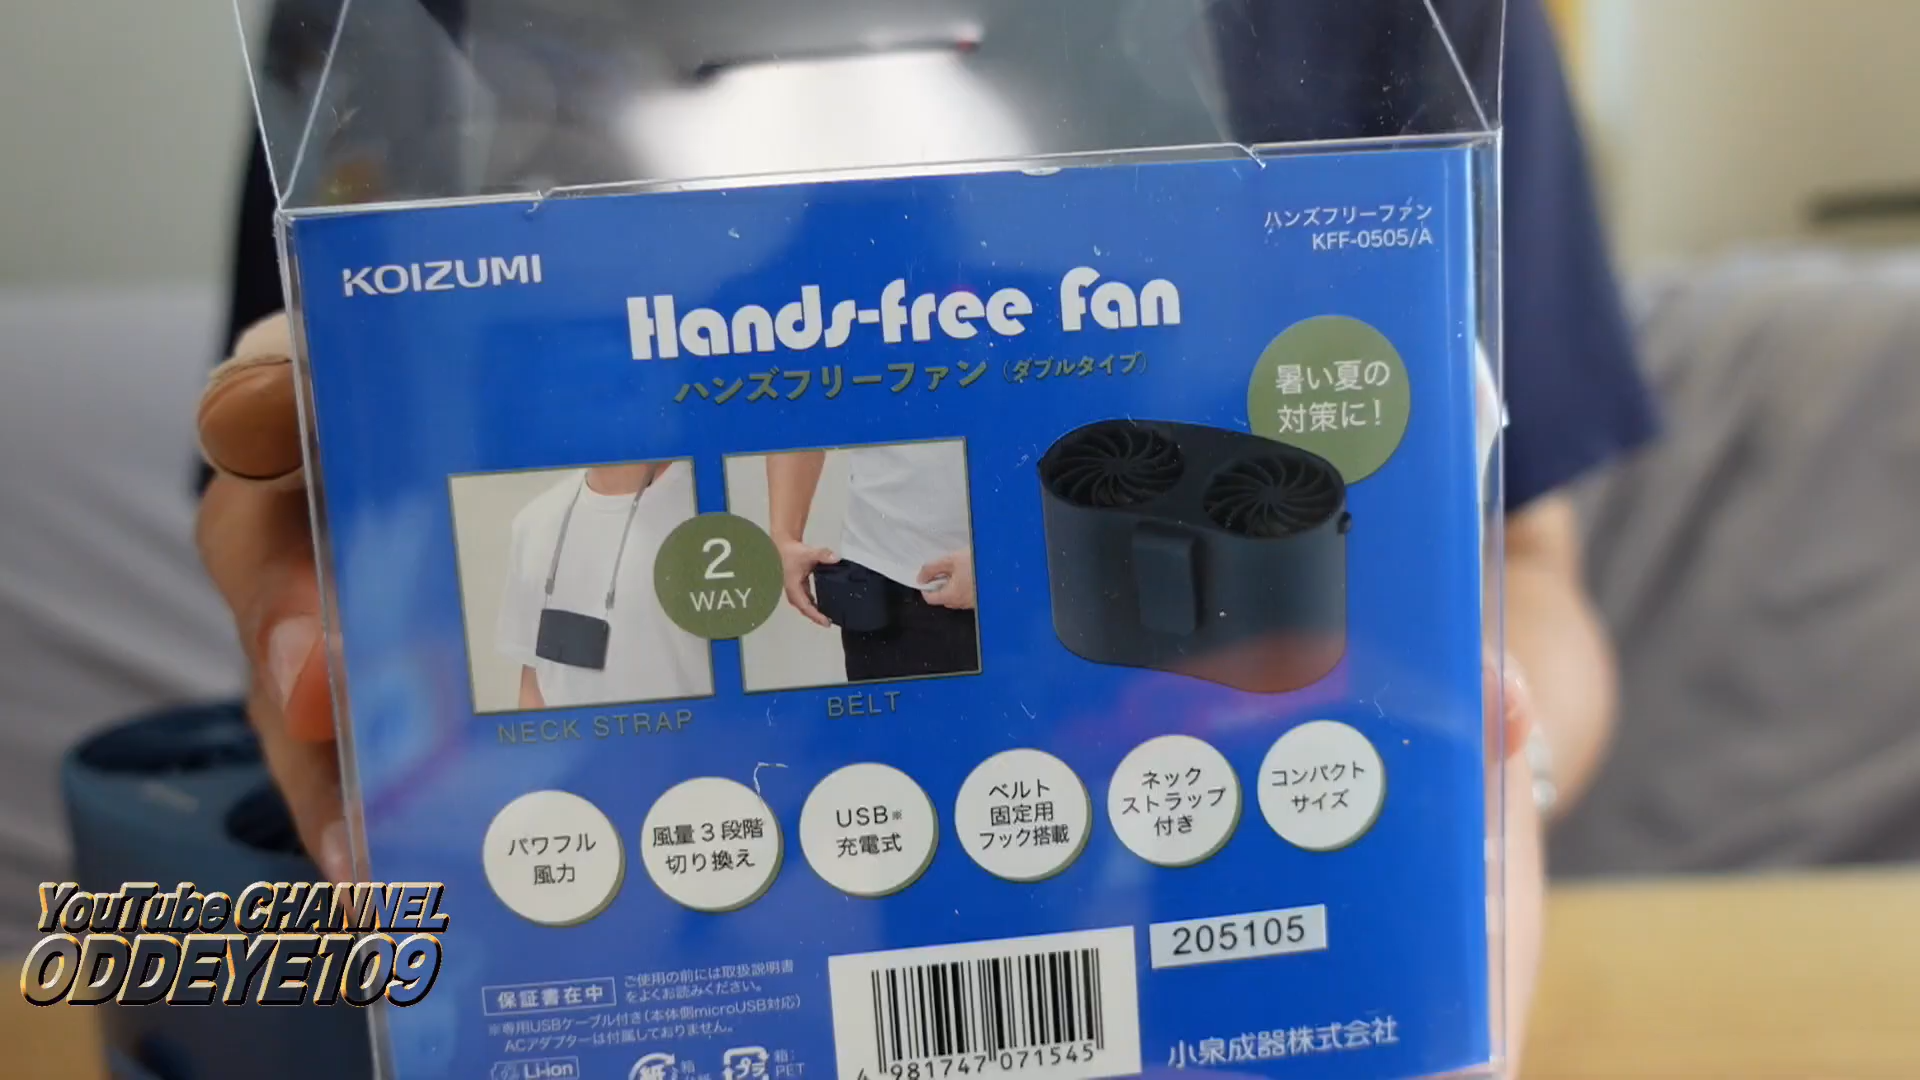 KOIZUMI
ハンズフリーファン
KFF-0505/A
Hands-free Fan
ハンズフリーファン（ダブルタイプ）
暑い夏の
対策に！
2
WAY
NECK STRAP
BELT
パワフル
風力
風量３段階
切り換え
USB※
充電式
ベルト
固定用
フック搭載
ネック
ストラップ
付き
コンパクト
サイズ
205105
保証書在中
ご使用の前には取扱説明書
をよくお読みください。
※専用USBケーブル付き（本体側microUSB対応）
ACアダプターは付属しておりません。
Li-ion
紙
箱
プラ
箱:
PET
4 981747 071545
小泉成器株式会社
YouTube CHANNEL
ODDEYE109